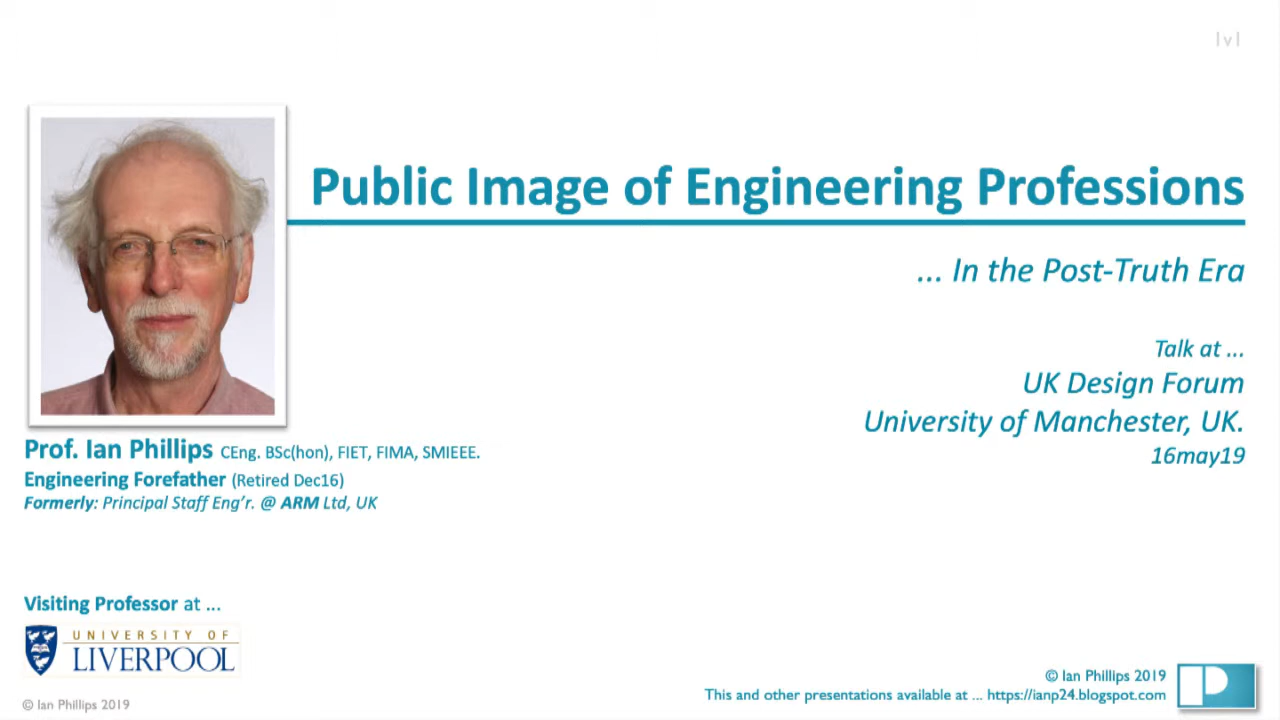 1v1
Public Image of Engineering Professions
... In the Post-Truth Era
Talk at ...
UK Design Forum
University of Manchester, UK.
16may19
Prof. Ian Phillips CEng. BSc(hon), FIET, FIMA, SMIEEE.
Engineering Forefather (Retired Dec16)
Formerly: Principal Staff Eng'r. @ ARM Ltd, UK
Visiting Professor at ...
UNIVERSITY OF
LIVERPOOL
© Ian Phillips 2019
This and other presentations available at ... https://ianp24.blogspot.com
© Ian Phillips 2019